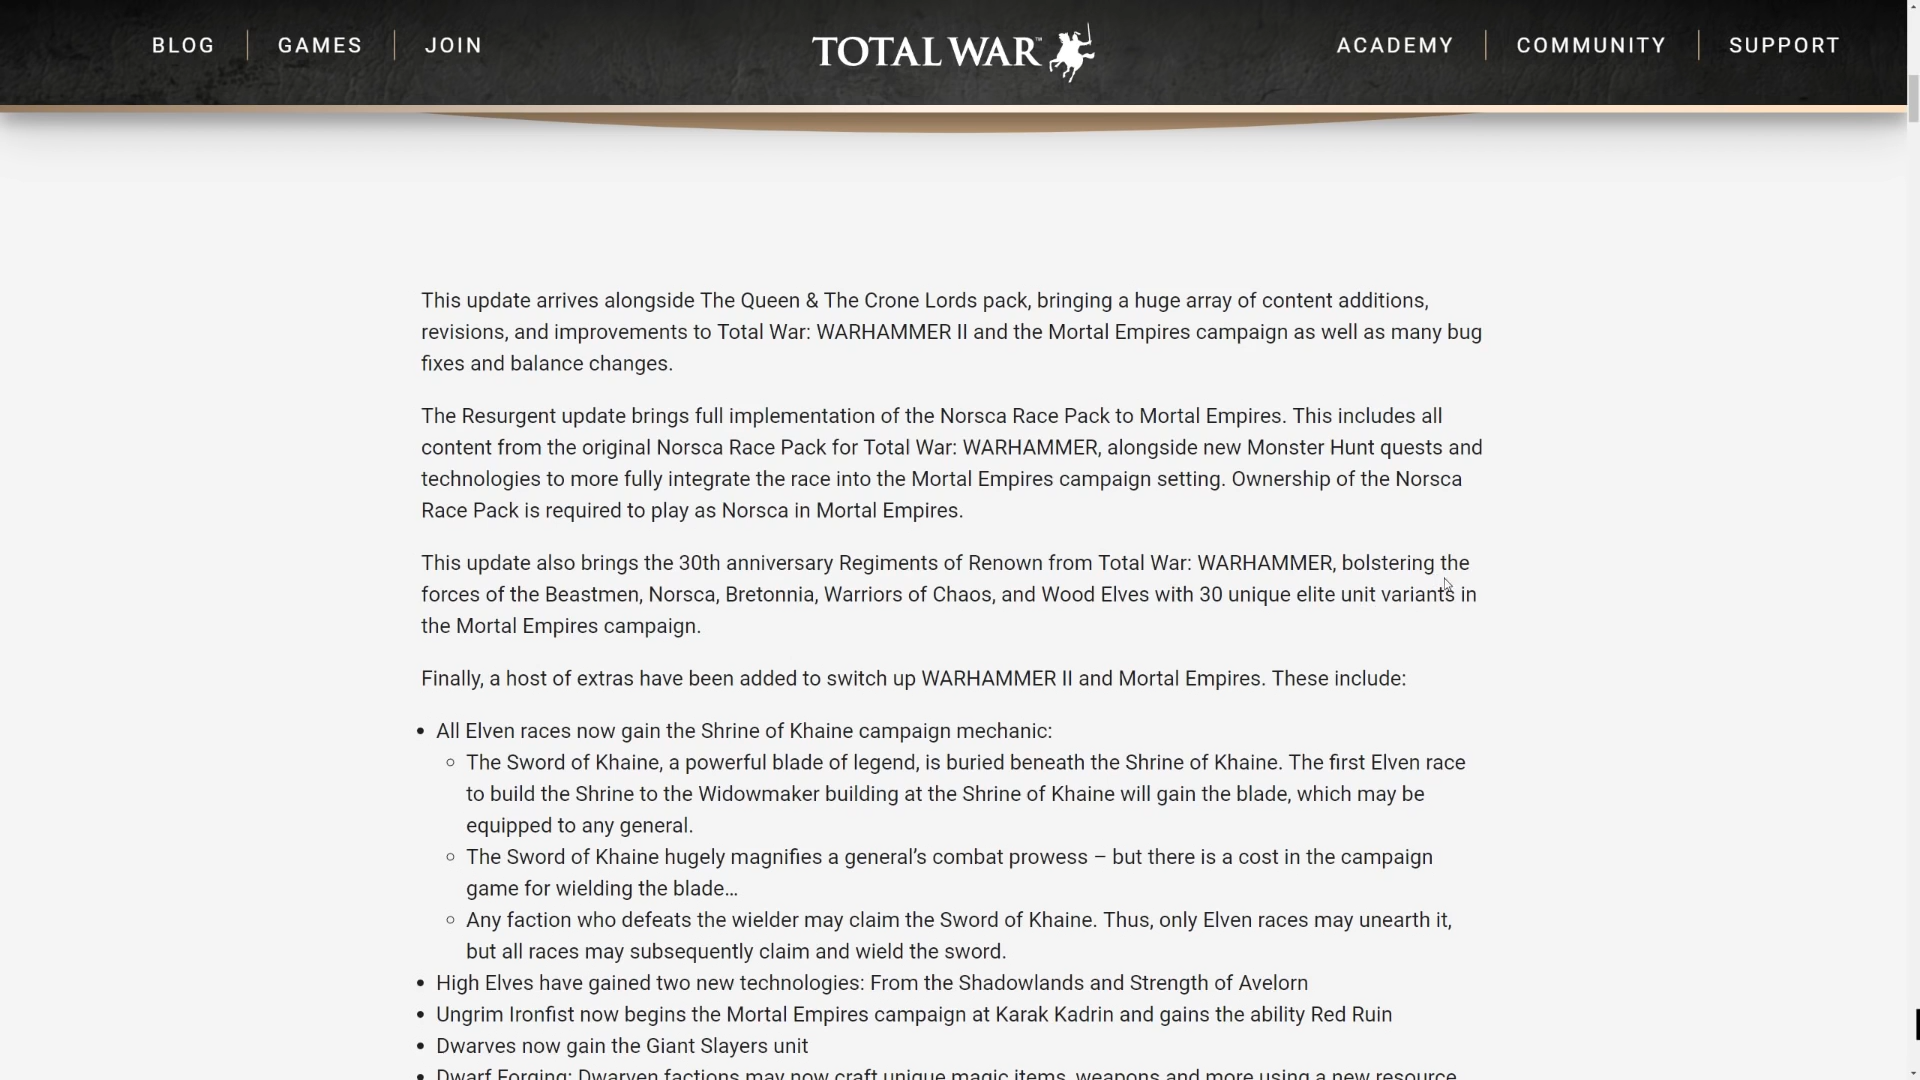 BLOG GAMES JOIN TOTAL WAR™ ACADEMY COMMUNITY SUPPORT
This update arrives alongside The Queen & The Crone Lords pack, bringing a huge array of content additions,
revisions, and improvements to Total War: WARHAMMER II and the Mortal Empires campaign as well as many bug
fixes and balance changes.
The Resurgent update brings full implementation of the Norsca Race Pack to Mortal Empires. This includes all
content from the original Norsca Race Pack for Total War: WARHAMMER, alongside new Monster Hunt quests and
technologies to more fully integrate the race into the Mortal Empires campaign setting. Ownership of the Norsca
Race Pack is required to play as Norsca in Mortal Empires.
This update also brings the 30th anniversary Regiments of Renown from Total War: WARHAMMER, bolstering the
forces of the Beastmen, Norsca, Bretonnia, Warriors of Chaos, and Wood Elves with 30 unique elite unit variants in
the Mortal Empires campaign.
Finally, a host of extras have been added to switch up WARHAMMER II and Mortal Empires. These include:
• All Elven races now gain the Shrine of Khaine campaign mechanic:
○ The Sword of Khaine, a powerful blade of legend, is buried beneath the Shrine of Khaine. The first Elven race
to build the Shrine to the Widowmaker building at the Shrine of Khaine will gain the blade, which may be
equipped to any general.
○ The Sword of Khaine hugely magnifies a general’s combat prowess – but there is a cost in the campaign
game for wielding the blade…
○ Any faction who defeats the wielder may claim the Sword of Khaine. Thus, only Elven races may unearth it,
but all races may subsequently claim and wield the sword.
• High Elves have gained two new technologies: From the Shadowlands and Strength of Avelorn
• Ungrim Ironfist now begins the Mortal Empires campaign at Karak Kadrin and gains the ability Red Ruin
• Dwarves now gain the Giant Slayers unit
• Dwarf Forging: Dwarven factions may now craft unique magic items, weapons and more using a new resource